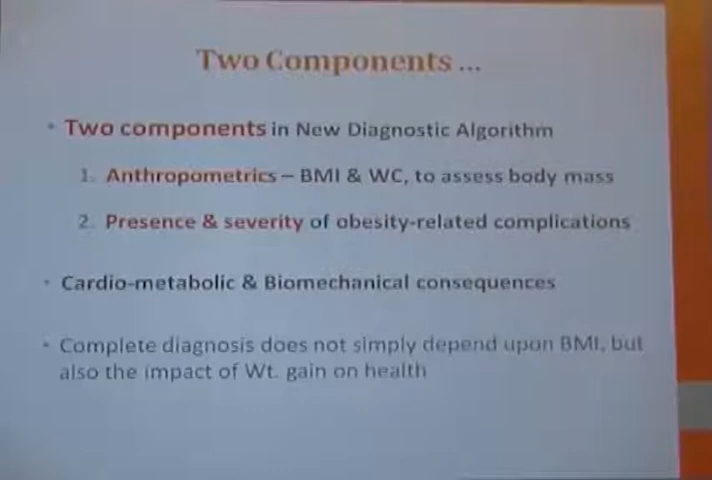 Two Components ...
• Two components in New Diagnostic Algorithm
1. Anthropometrics – BMI & WC, to assess body mass
2. Presence & severity of obesity-related complications
• Cardio-metabolic & Biomechanical consequences
• Complete diagnosis does not simply depend upon BMI, but
also the impact of Wt. gain on health